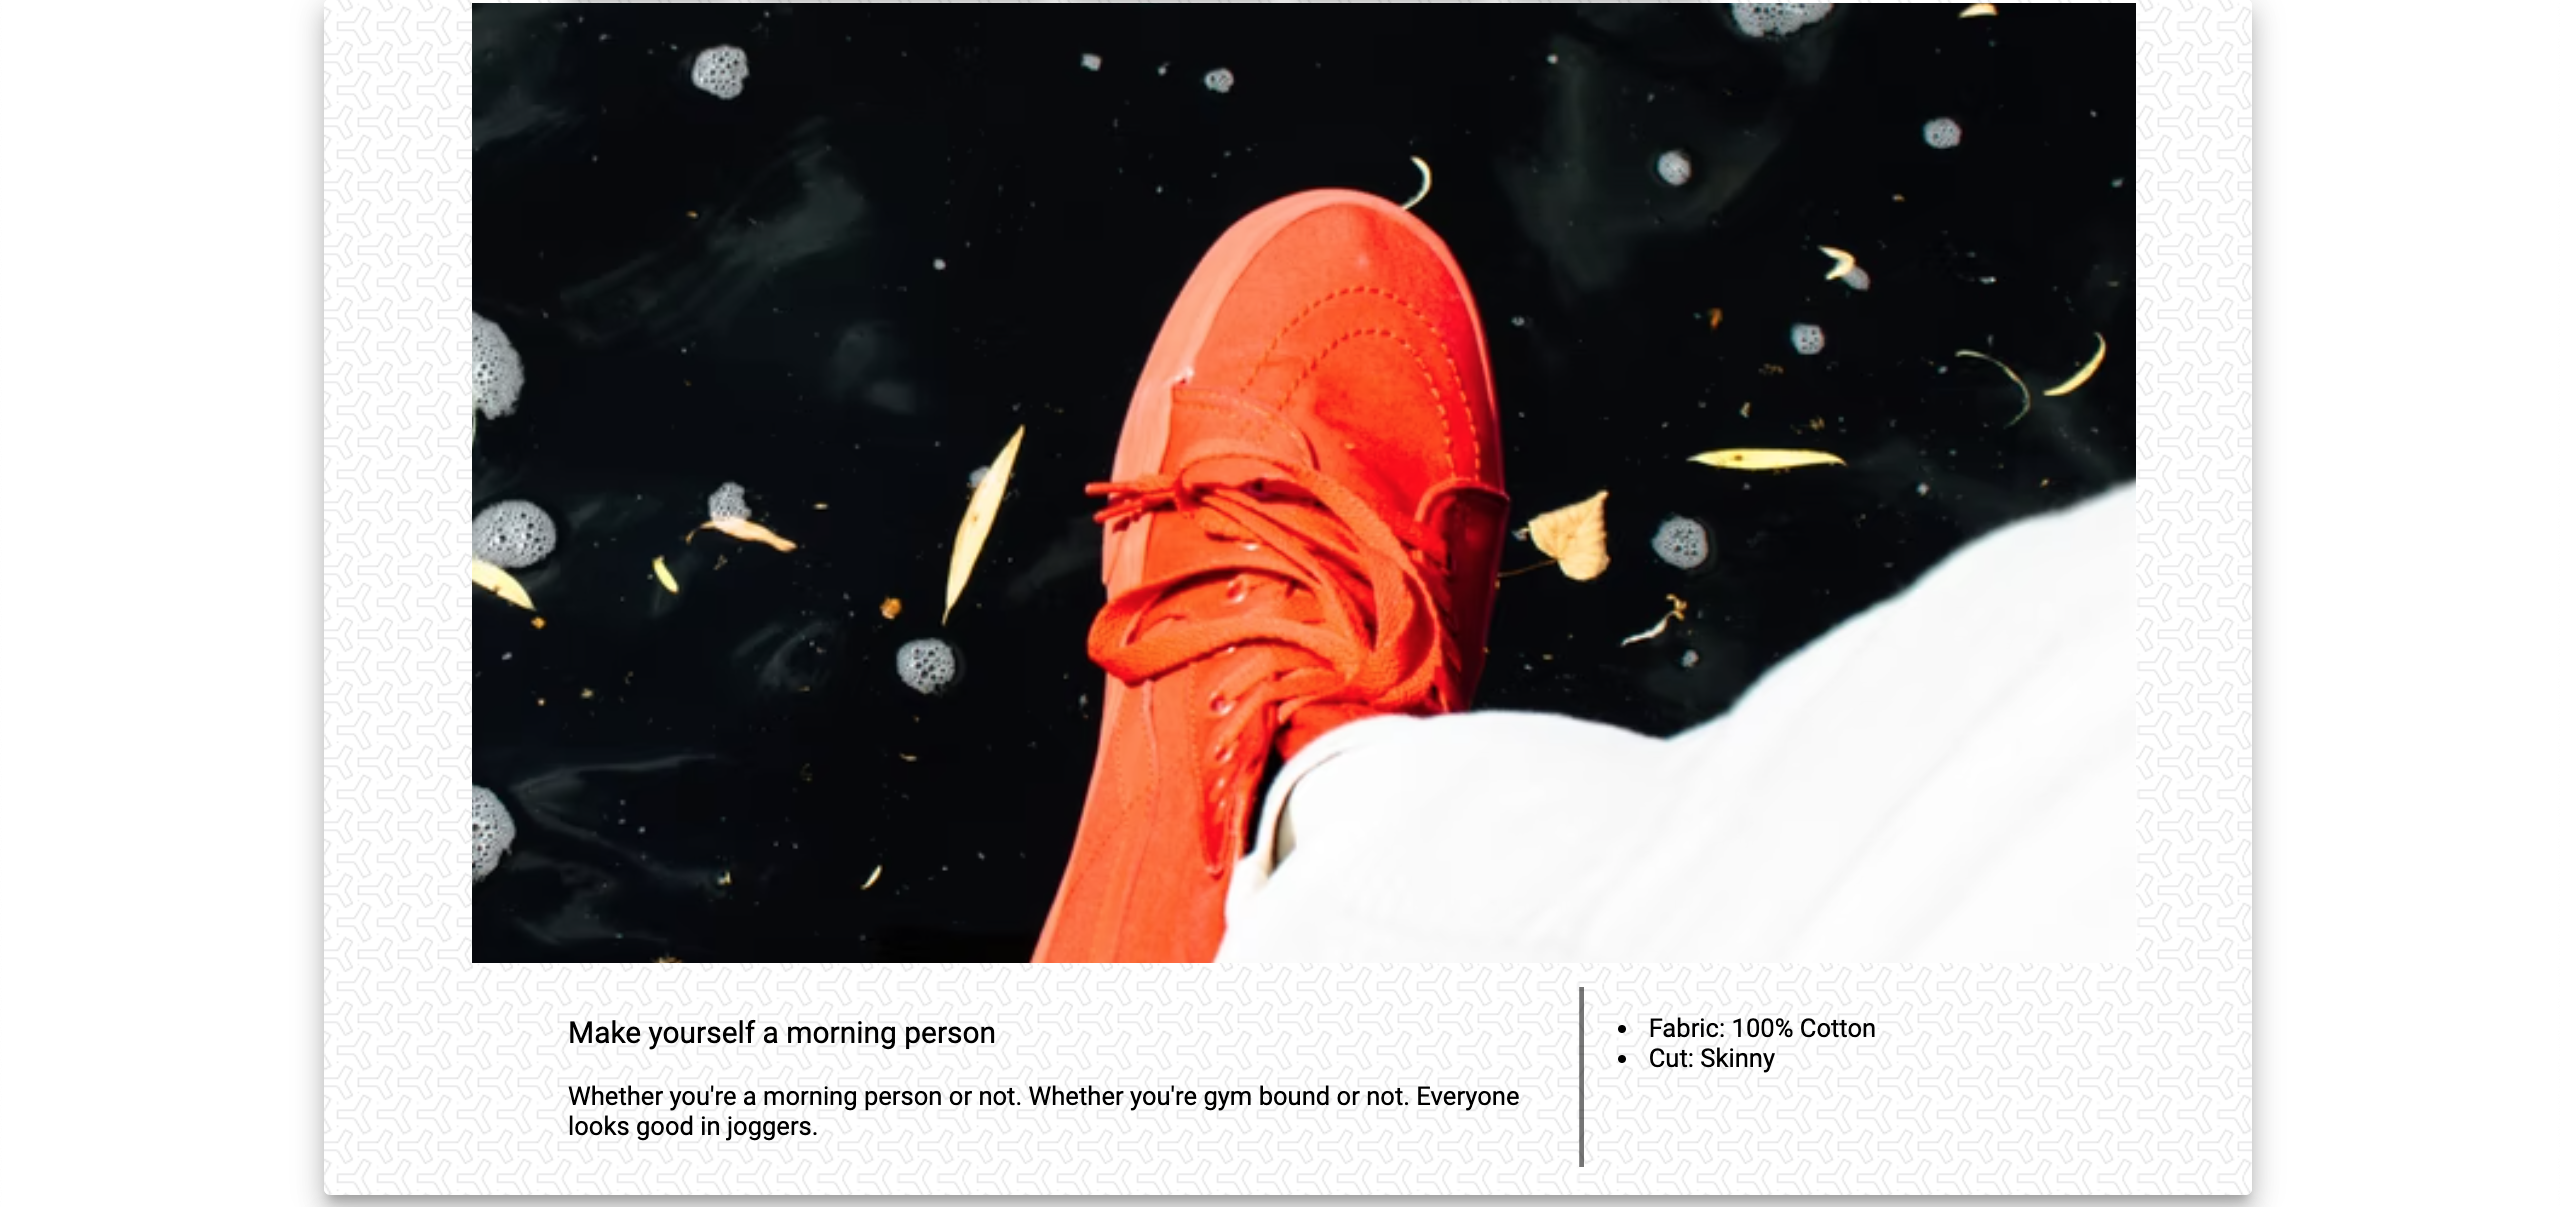 Make yourself a morning person
Whether you're a morning person or not. Whether you're gym bound or not. Everyone
looks good in joggers.
Fabric: 100% Cotton
Cut: Skinny